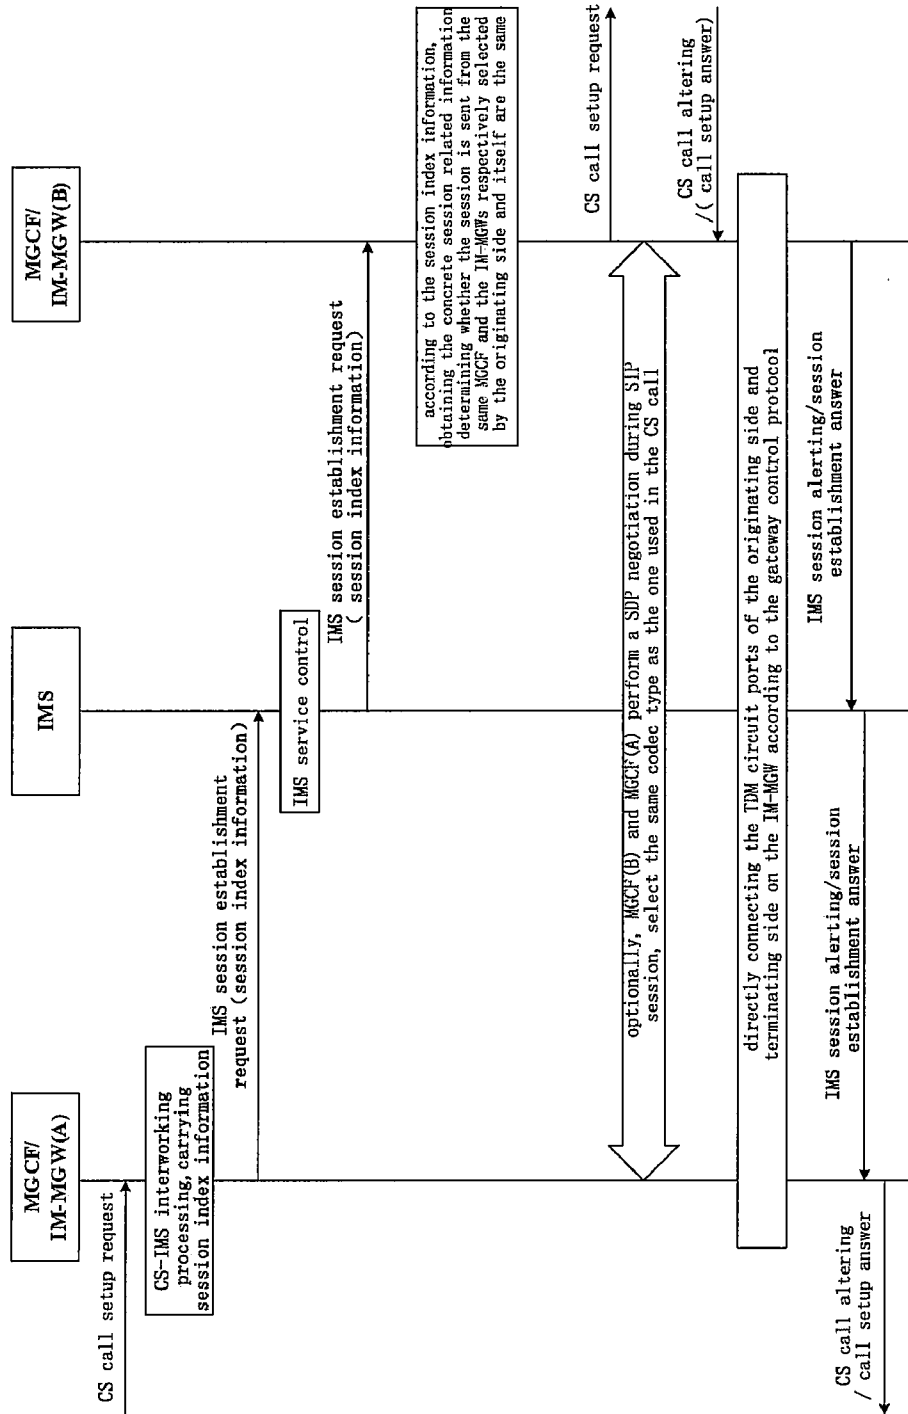 MGCF/
IM-MGW(A)
IMS
MGCF/
IM-MGW(B)
CS call setup request
CS-IMS interworking
processing, carrying
session index information
IMS session establishment
request (session index information)
IMS service control
IMS session establishment request
( session index information)
according to the session index information,
obtaining the concrete session related information
determining whether the session is sent from the
same MGCF and the IM-MGWs respectively selected
by the originating side and itself are the same
CS call setup request
optionally, MGCF(B) and MGCF(A) perform a SDP negotiation during SIP
session, select the same codec type as the one used in the CS call
CS call altering
/( call setup answer)
directly connecting the TDM circuit ports of the originating side and
terminating side on the IM-MGW according to the gateway control protocol
IMS session alerting/session
establishment answer
IMS session alerting/session
establishment answer
CS call altering
/ call setup answer